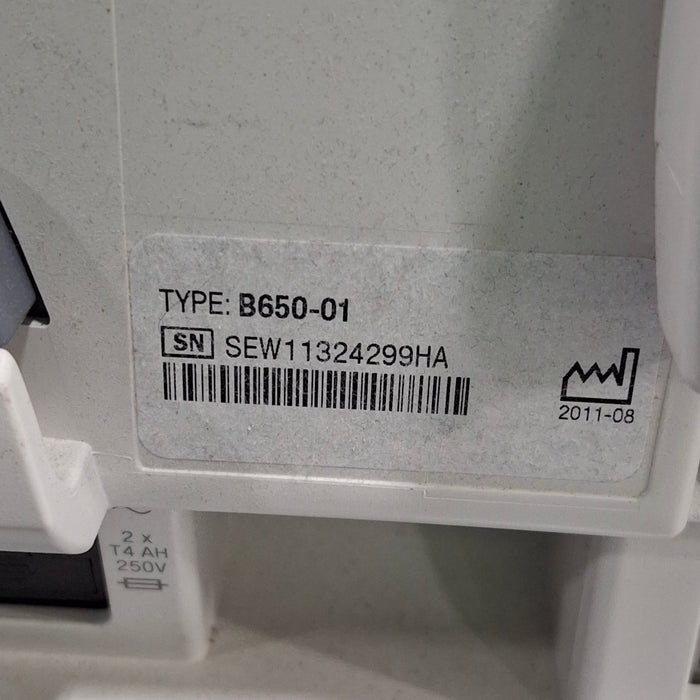 TYPE: B650-01
SN SEW11324299HA
2011-08
2 x
T4 AH
250V